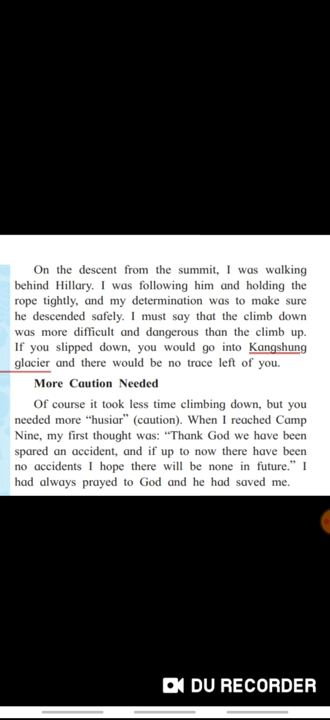 On the descent from the summit, I was walking
behind Hillary. I was following him and holding the
rope tightly, and my determination was to make sure
he descended safely. I must say that the climb down
was more difficult and dangerous than the climb up.
If you slipped down, you would go into Kangshung
glacier and there would be no trace left of you.
More Caution Needed
Of course it took less time climbing down, but you
needed more “husiar” (caution). When I reached Camp
Nine, my first thought was: “Thank God we have been
spared an accident, and if up to now there have been
no accidents I hope there will be none in future.” I
had always prayed to God and he had saved me.
DU RECORDER